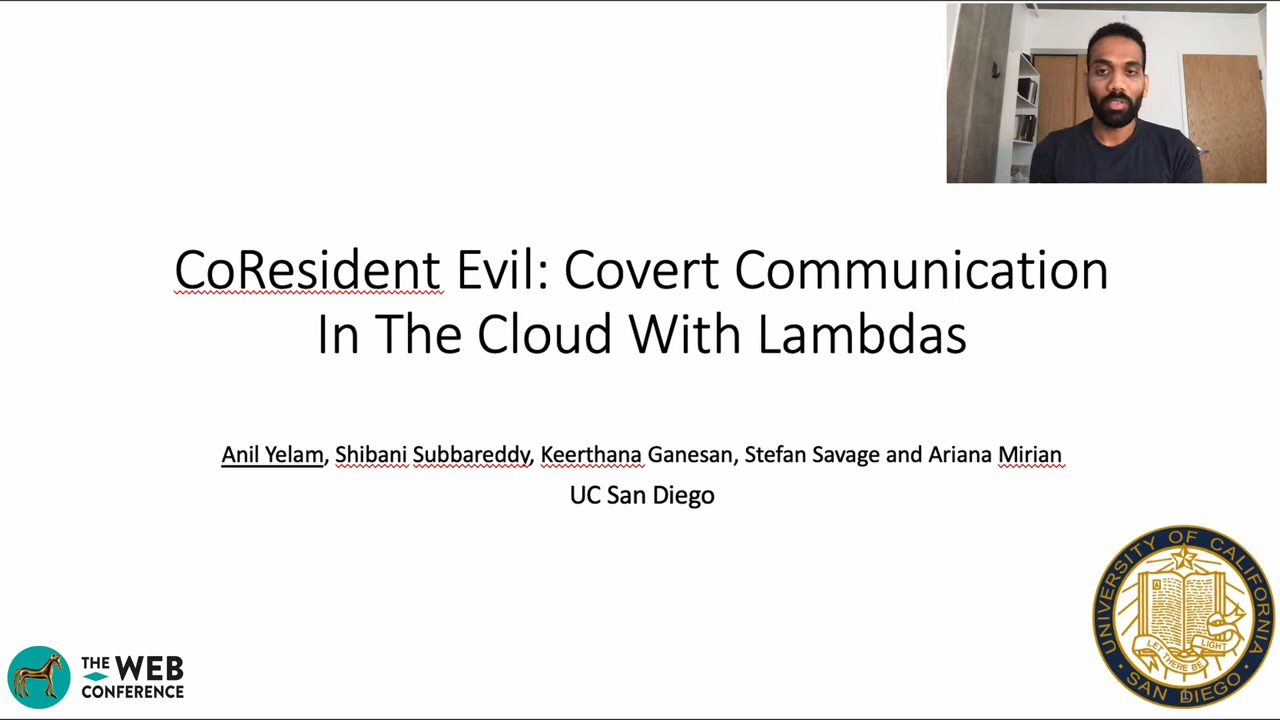 CoResident Evil: Covert Communication
In The Cloud With Lambdas
Anil Yelam, Shibani Subbareddy, Keerthana Ganesan, Stefan Savage and Ariana Mirian
UC San Diego
THE WEB
CONFERENCE
UNIVERSITY OF CALIFORNIA
LET THERE BE LIGHT
SAN DIEGO